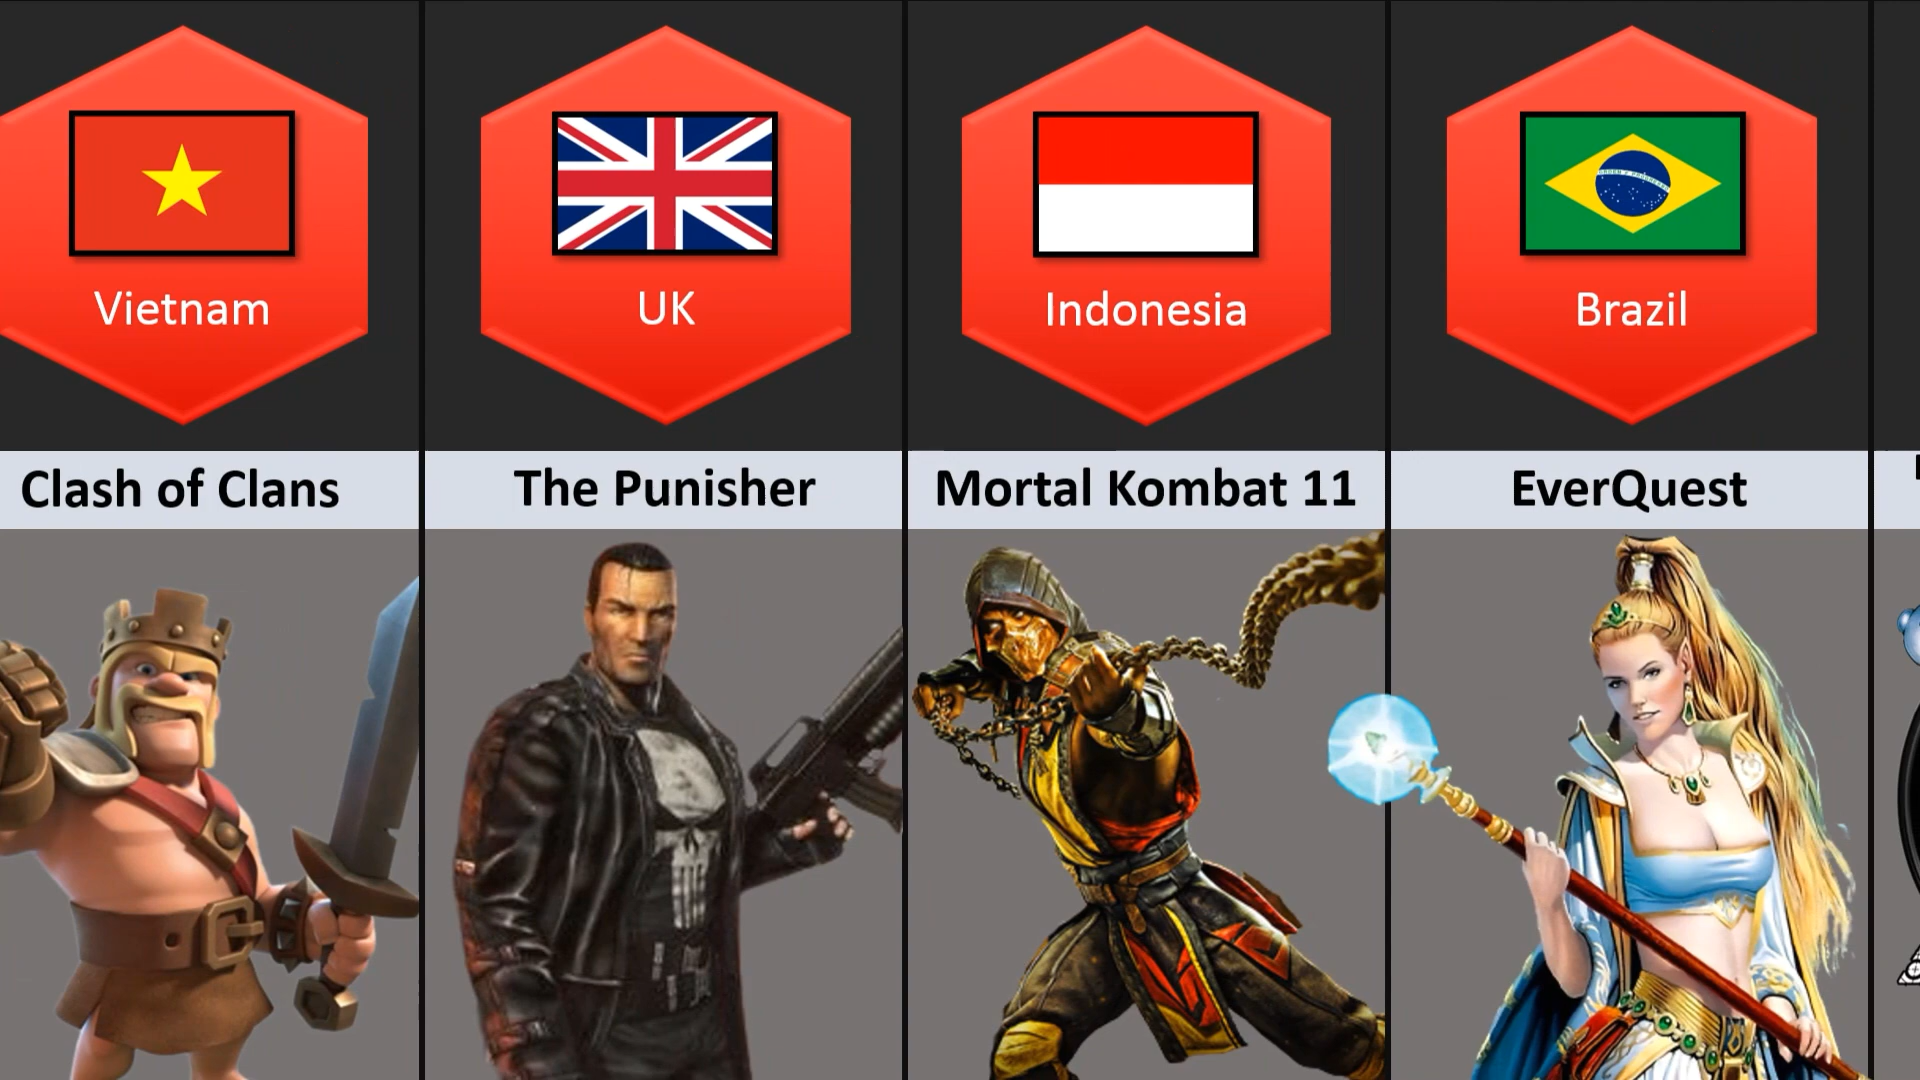 Vietnam
UK
Indonesia
Brazil
Clash of Clans
The Punisher
Mortal Kombat 11
EverQuest